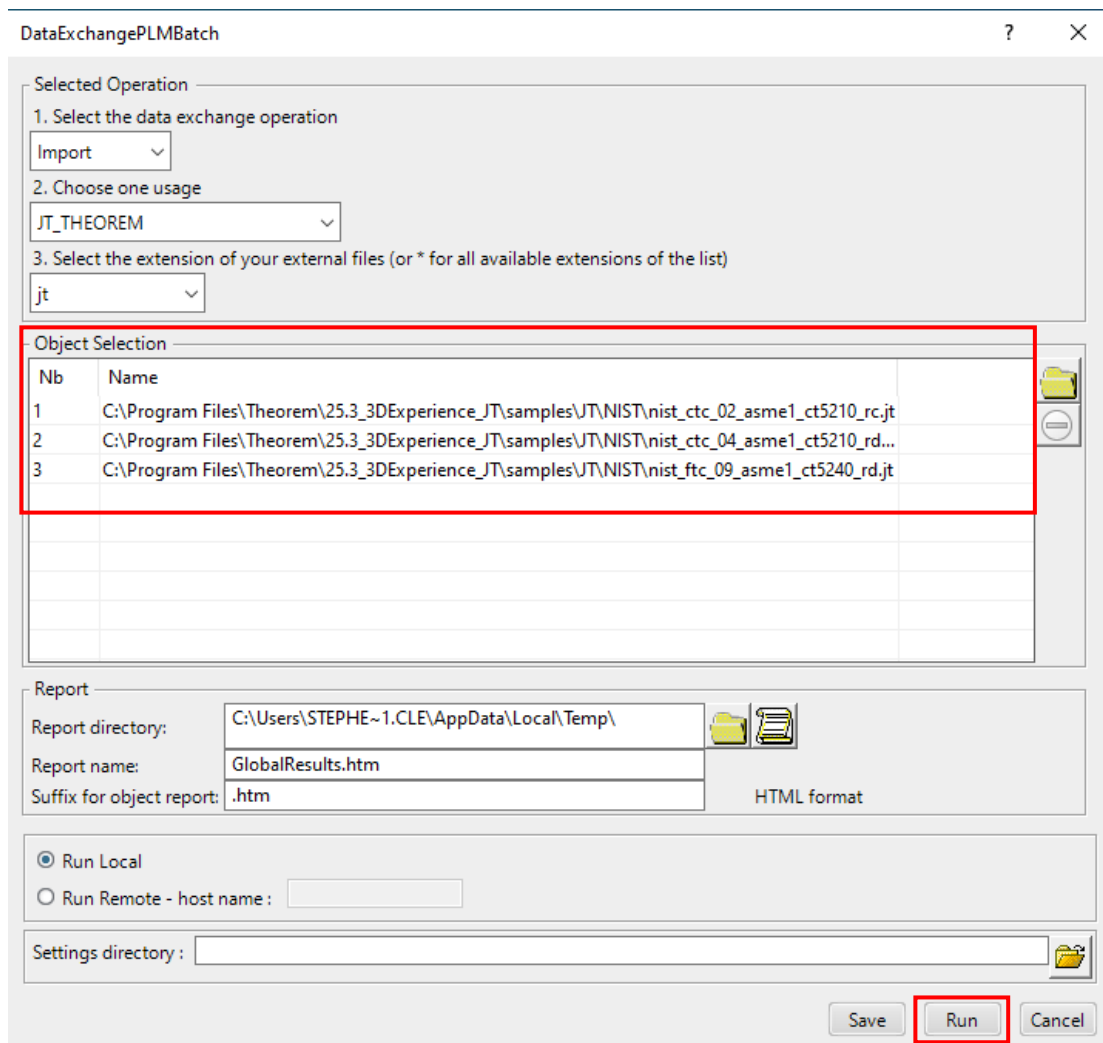 DataExchangePLMBatch ?
Selected Operation
1. Select the data exchange operation
Import
2. Choose one usage
JT_THEOREM
3. Select the extension of your external files (or * for all available extensions of the list)
jt
Object Selection
Nb Name
1 C:\Program Files\Theorem\25.3_3DExperience_JT\samples\JT\NIST\nist_ctc_02_asme1_ct5210_rc.jt
2 C:\Program Files\Theorem\25.3_3DExperience_JT\samples\JT\NIST\nist_ctc_04_asme1_ct5210_rd...
3 C:\Program Files\Theorem\25.3_3DExperience_JT\samples\JT\NIST\nist_ftc_09_asme1_ct5240_rd.jt
Report
Report directory: C:\Users\STEPHE~1.CLE\AppData\Local\Temp\
Report name: GlobalResults.htm
Suffix for object report: .htm HTML format
Run Local
Run Remote - host name :
Settings directory :
Save Run Cancel